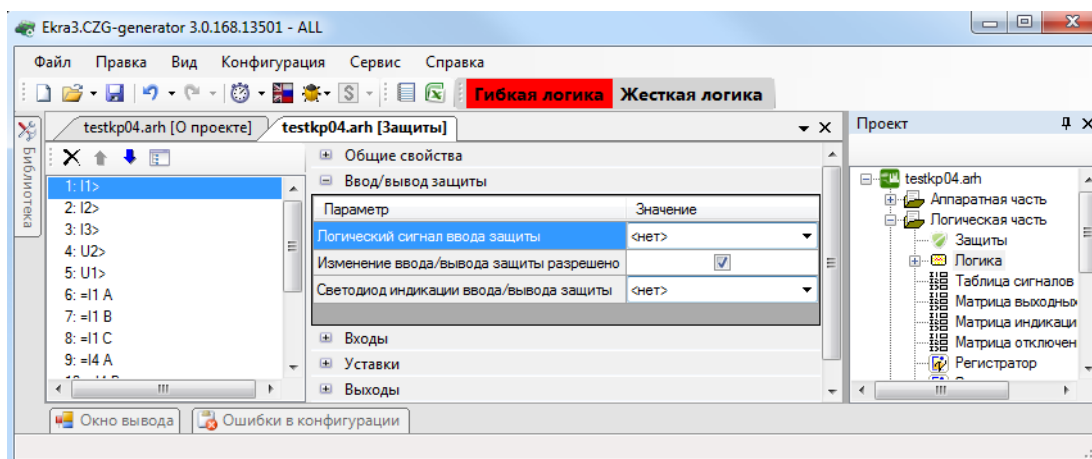 Ekra3.CZG-generator 3.0.168.13501 - ALL
Файл Правка Вид Конфигурация Сервис Справка
Гибкая логика Жесткая логика
Библиотека
testkp04.arh [О проекте] testkp04.arh [Защиты]
Проект
1: I1>
2: I2>
3: I3>
4: U2>
5: U1>
6: =I1 A
7: =I1 B
8: =I1 C
9: =I4 A
Общие свойства
Ввод/вывод защиты
Параметр Значение
Логический сигнал ввода защиты <нет>
Изменение ввода/вывода защиты разрешено
Светодиод индикации ввода/вывода защиты <нет>
Входы
Уставки
Выходы
testkp04.arh
Аппаратная часть
Логическая часть
Защиты
Логика
Таблица сигналов
Матрица выходных
Матрица индикаци
Матрица отключен
Регистратор
Окно вывода Ошибки в конфигурации